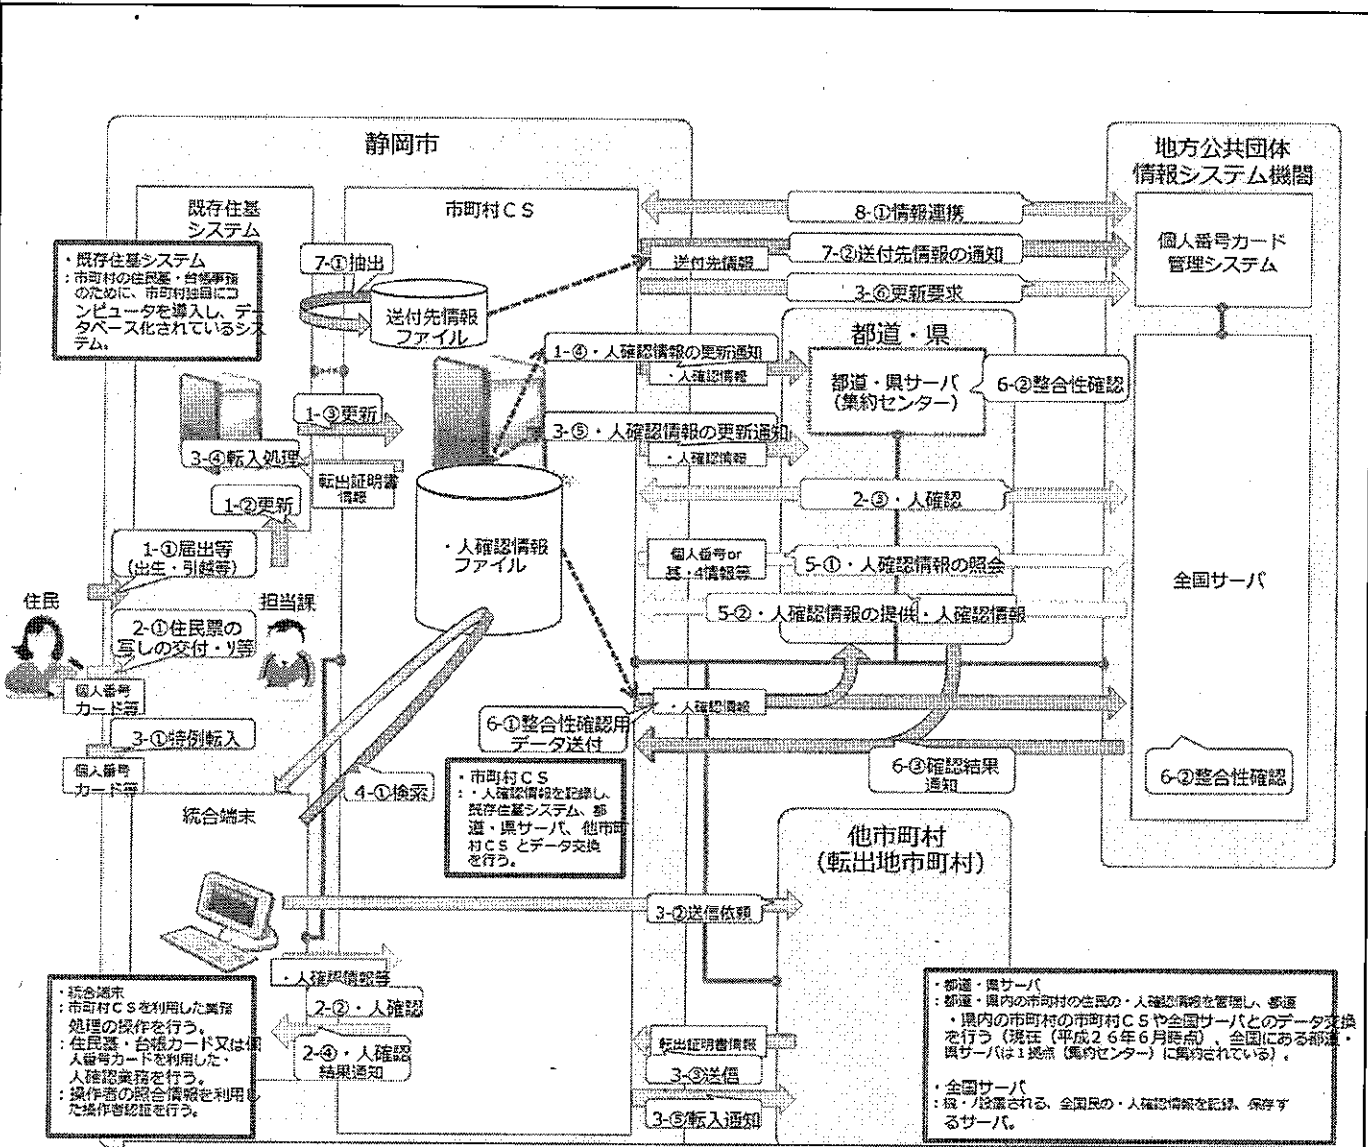 静岡市
地方公共団体
情報システム機関
既存住基
システム
市町村CS
8-①情報連携
個人番号カード
管理システム
・既存住基システム
:市町村の住民基・台帳事務
のために、市町村独自にコ
ンピュータを導入し、デー
タベース化されているシス
テム。
7-①抽出
送付先情報
ファイル
送付先情報
7-②送付先情報の通知
3-⑥更新要求
都道・県
都道・県サーバ
(集約センター)
6-②整合性確認
1-④・人確認情報の更新通知
・人確認情報
1-③更新
3-⑤・人確認情報の更新通知
・人確認情報
3-④転入処理
転出証明書
情報
1-②更新
2-③・人確認
1-①届出等
(出生・引越等)
・人確認情報
ファイル
個人番号or
基・4情報等
5-①・人確認情報の照会
全国サーバ
住民
担当課
5-②・人確認情報の提供
・人確認情報
2-①住民票の
写しの交付・ﾘ等
個人番号
カード等
・人確認情報
3-①特例転入
6-①整合性確認用
データ送付
個人番号
カード等
4-①検索
6-③確認結果
通知
6-②整合性確認
統合端末
・市町村CS
:・人確認情報を記録し、
既存住基システム、都
道・県サーバ、他市町
村CS とデータ交換
を行う。
他市町村
(転出地市町村)
3-②送信依頼
・人確認情報等
2-②・人確認
・統合端末
:市町村CSを利用した業務
処理の操作を行う。
:住民基・台帳カード又は個
人番号カードを利用した・
人確認業務を行う。
:操作者の照合情報を利用し
た操作者認証を行う。
2-④・人確認
結果通知
転出証明書情報
3-③送信
3-⑤転入通知
・都道・県サーバ
:都道・県内の市町村の住民の・人確認情報を管理し、都道
・県内の市町村の市町村CSや全国サーバとのデータ交換
を行う(現在(平成26年6月時点)、全国にある都道・
県サーバは1拠点(集約センター)に集約されている)。
・全国サーバ
:機・ﾉ設置される、全国民の・人確認情報を記録、保存す
るサーバ。